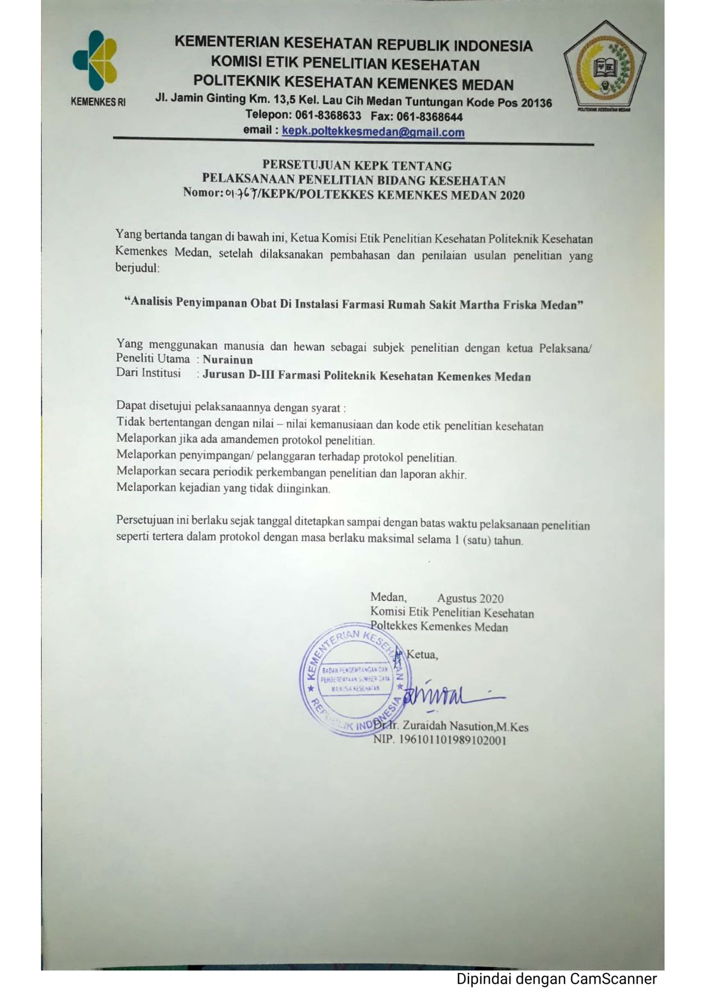 KEMENTERIAN KESEHATAN REPUBLIK INDONESIA
KOMISI ETIK PENELITIAN KESEHATAN
POLITEKNIK KESEHATAN KEMENKES MEDAN
Jl. Jamin Ginting Km. 13,5 Kel. Lau Cih Medan Tuntungan Kode Pos 20136
Telepon: 061-8368633 Fax: 061-8368644
email : kepk.poltekkesmedan@gmail.com
KEMENKES RI
POLITEKNIK KESEHATAN MEDAN
PERSETUJUAN KEPK TENTANG
PELAKSANAAN PENELITIAN BIDANG KESEHATAN
Nomor: 01.767/KEPK/POLTEKKES KEMENKES MEDAN 2020
Yang bertanda tangan di bawah ini, Ketua Komisi Etik Penelitian Kesehatan Politeknik Kesehatan
Kemenkes Medan, setelah dilaksanakan pembahasan dan penilaian usulan penelitian yang
berjudul:
“Analisis Penyimpanan Obat Di Instalasi Farmasi Rumah Sakit Martha Friska Medan”
Yang menggunakan manusia dan hewan sebagai subjek penelitian dengan ketua Pelaksana/
Peneliti Utama : Nurainun
Dari Institusi : Jurusan D-III Farmasi Politeknik Kesehatan Kemenkes Medan
Dapat disetujui pelaksanaannya dengan syarat :
Tidak bertentangan dengan nilai – nilai kemanusiaan dan kode etik penelitian kesehatan
Melaporkan jika ada amandemen protokol penelitian.
Melaporkan penyimpangan/ pelanggaran terhadap protokol penelitian.
Melaporkan secara periodik perkembangan penelitian dan laporan akhir.
Melaporkan kejadian yang tidak diinginkan.
Persetujuan ini berlaku sejak tanggal ditetapkan sampai dengan batas waktu pelaksanaan penelitian
seperti tertera dalam protokol dengan masa berlaku maksimal selama 1 (satu) tahun.
Medan, Agustus 2020
Komisi Etik Penelitian Kesehatan
Poltekkes Kemenkes Medan
Ketua,
KEMENTERIAN KESEHATAN
BADAN PENGEMBANGAN DAN
PEMBERDAYAAN SUMBER DAYA
MANUSIA KESEHATAN
REPUBLIK INDONESIA
Dr.Ir. Zuraidah Nasution,M.Kes
NIP. 196101101989102001
Dipindai dengan CamScanner